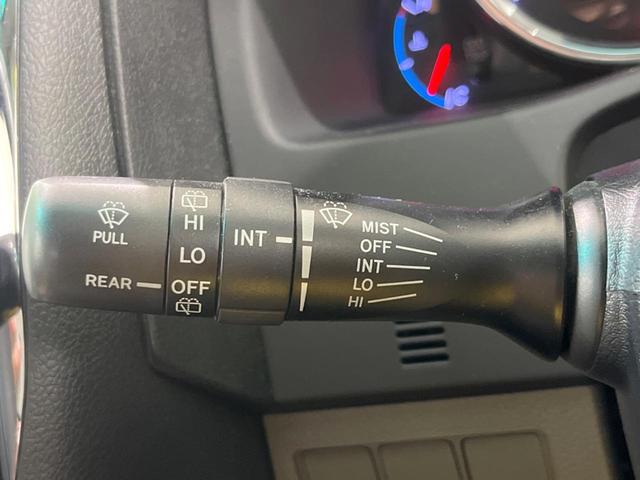 PULL
REAR
HI
LO
OFF
INT
MIST
OFF
INT
LO
HI